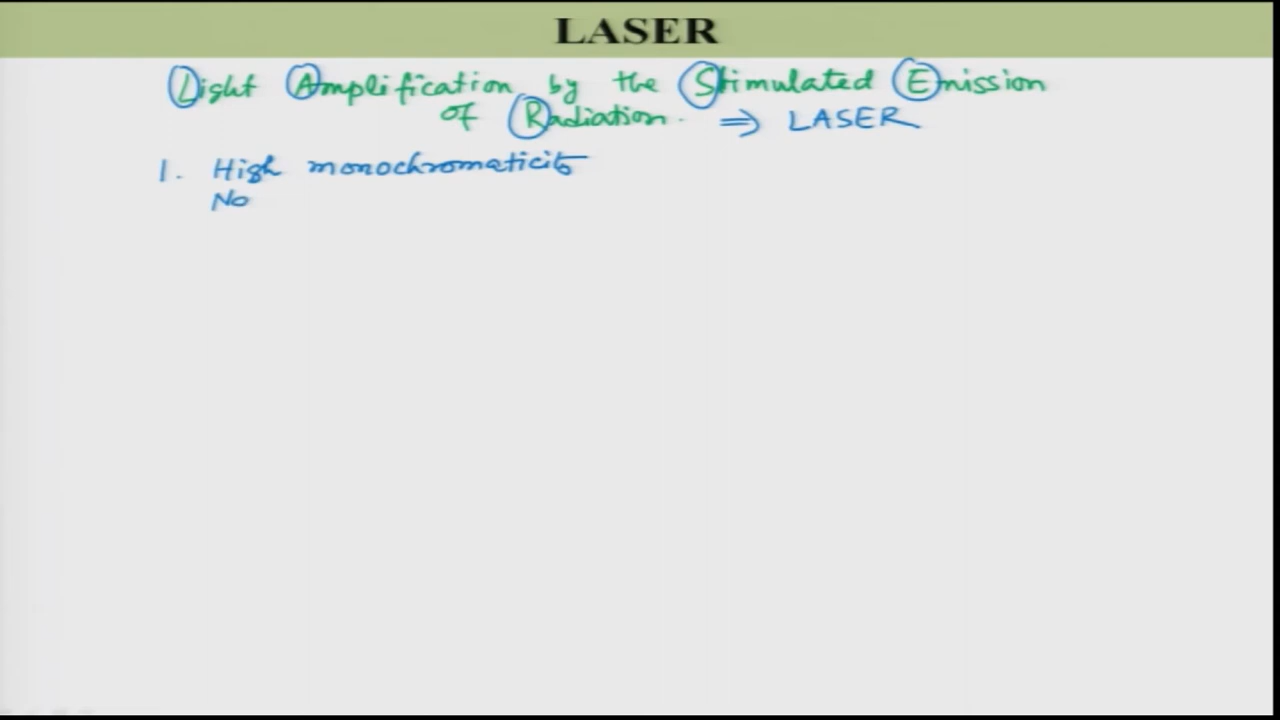 LASER
Light Amplification by the Stimulated Emission
of Radiation. ⇒ LASER
1. High monochromaticity
No